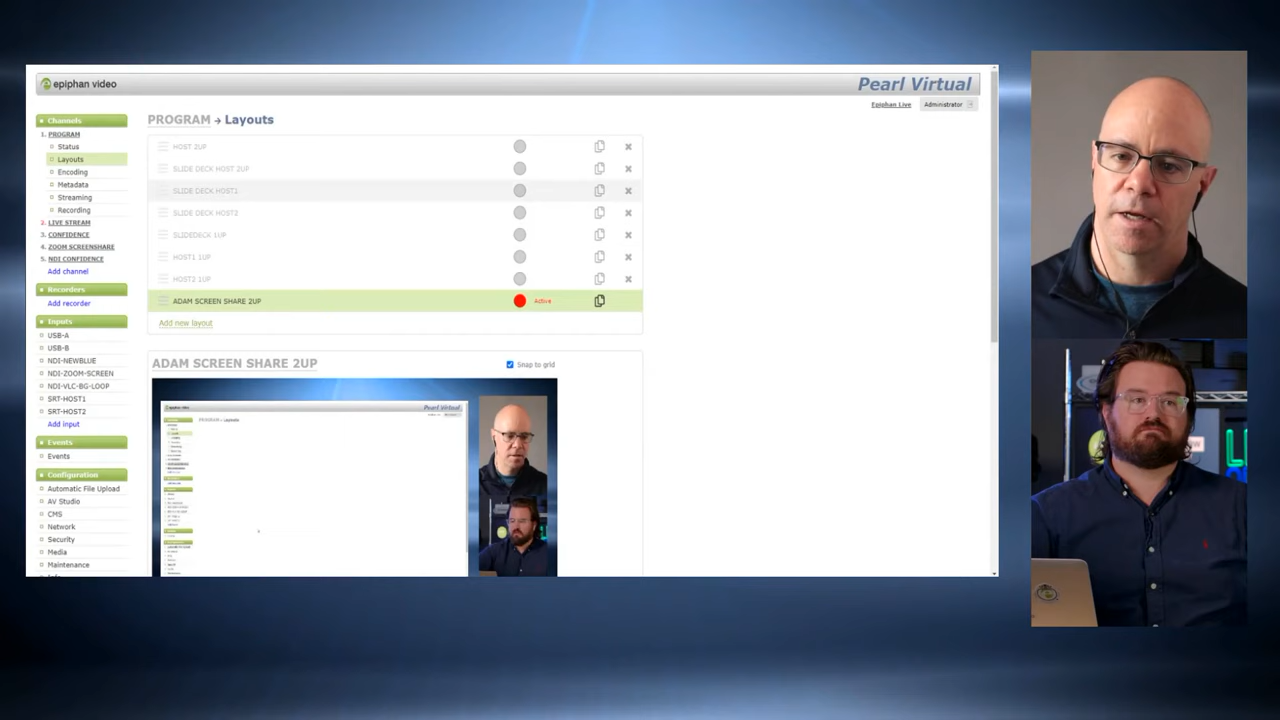 epiphan video
Pearl Virtual
Epiphan Live
Administrator
Channels
1. PROGRAM
Status
Layouts
Encoding
Metadata
Streaming
Recording
2. LIVE STREAM
3. CONFIDENCE
4. ZOOM SCREENSHARE
5. NDI CONFIDENCE
Add channel
Recorders
Add recorder
Inputs
USB-A
USB-B
NDI-NEWBLUE
NDI-ZOOM-SCREEN
NDI-VLC-BG-LOOP
SRT-HOST1
SRT-HOST2
Add input
Events
Events
Configuration
Automatic File Upload
AV Studio
CMS
Network
Security
Media
Maintenance
PROGRAM → Layouts
HOST 2UP
SLIDE DECK HOST 2UP
SLIDE DECK HOST1
SLIDE DECK HOST2
SLIDEDECK 1UP
HOST1 1UP
HOST2 1UP
ADAM SCREEN SHARE 2UP
Active
Add new layout
ADAM SCREEN SHARE 2UP
Snap to grid
Pearl Virtual
PROGRAM → Layouts